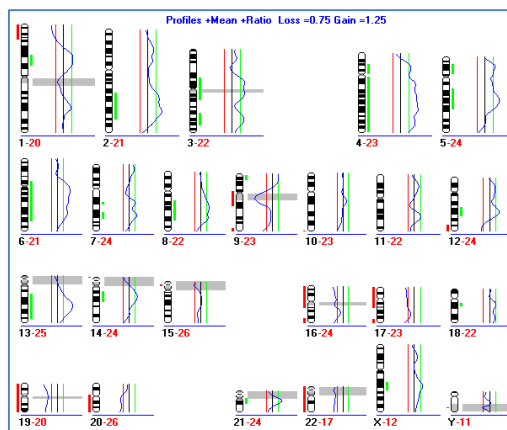 Profiles +Mean +Ratio Loss =0.75 Gain =1.25
1-20 2-21 3-22 4-23 5-24
6-21 7-24 8-22 9-23 10-23 11-22 12-24
13-25 14-24 15-26 16-24 17-23 18-22
19-20 20-26 21-24 22-17 X-12 Y-11